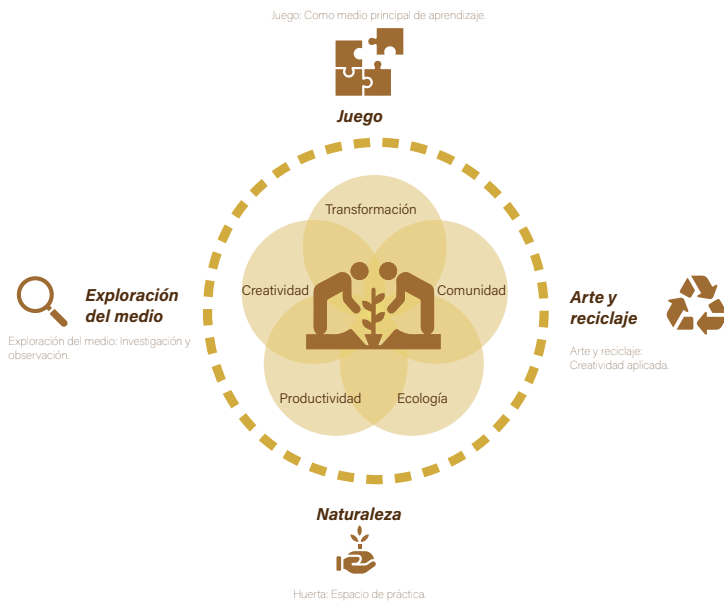 Juego: Como medio principal de aprendizaje.
Juego
Transformación
Creatividad
Comunidad
Exploración
del medio
Exploración del medio: Investigación y
observación.
Arte y
reciclaje
Arte y reciclaje:
Creatividad aplicada.
Productividad
Ecología
Naturaleza
Huerta: Espacio de práctica.